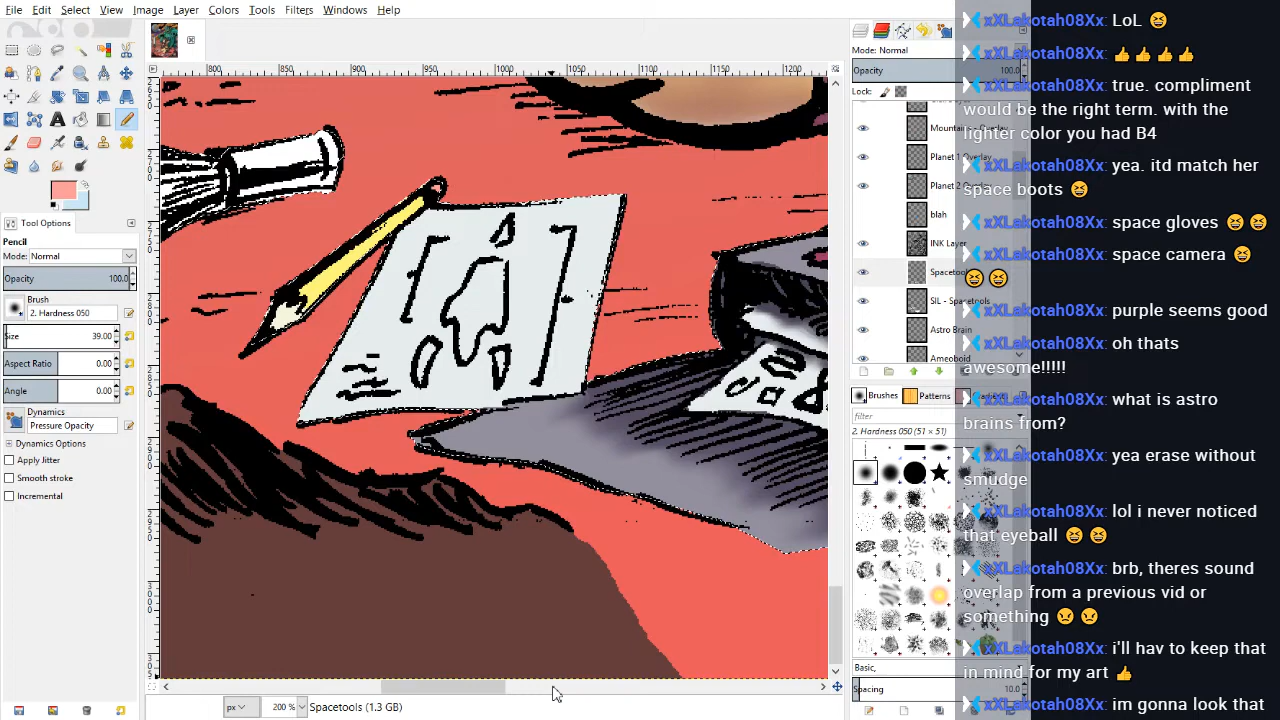 File Edit Select View Image Layer Colors Tools Filters Windows Help
800 850 900 950 1000 1050 1100 1150 1200
Pencil
Tool Options
Mode: Normal
Opacity 100.0
Brush
2. Hardness 050
Size 39.00
Aspect Ratio 0.00
Angle 0.00
Dynamics
Pressure Opacity
Dynamics Options
Apply Jitter
Smooth stroke
Incremental
px
Spacetools (1.3 GB)
Mode: Normal
Opacity 100.0
Lock:
Planet 1 Overlay
Planet 2 Overlay
blah
INK Layer
SIL - Spacetools
Astro Brain
Ameoboid
Brushes Patterns
filter
2. Hardness 050 (51 × 51)
Basic,
Spacing 10.0
xXLakotah08Xx: LoL 😆
xXLakotah08Xx: 👍👍👍👍
xXLakotah08Xx: true. compliment
would be the right term. with the
lighter color you had B4
xXLakotah08Xx: yea. itd match her
space boots 😆
xXLakotah08Xx: space gloves 😆 😆
xXLakotah08Xx: space camera 😆
😆 😆
xXLakotah08Xx: purple seems good
xXLakotah08Xx: oh thats
awesome!!!!!
xXLakotah08Xx: what is astro
brains from?
xXLakotah08Xx: yea erase without
smudge
xXLakotah08Xx: lol i never noticed
that eyeball 😆 😆
xXLakotah08Xx: brb, theres sound
overlap from a previous vid or
something 😠 😠
xXLakotah08Xx: i'll hav to keep that
in mind for my art 👍
xXLakotah08Xx: im gonna look that